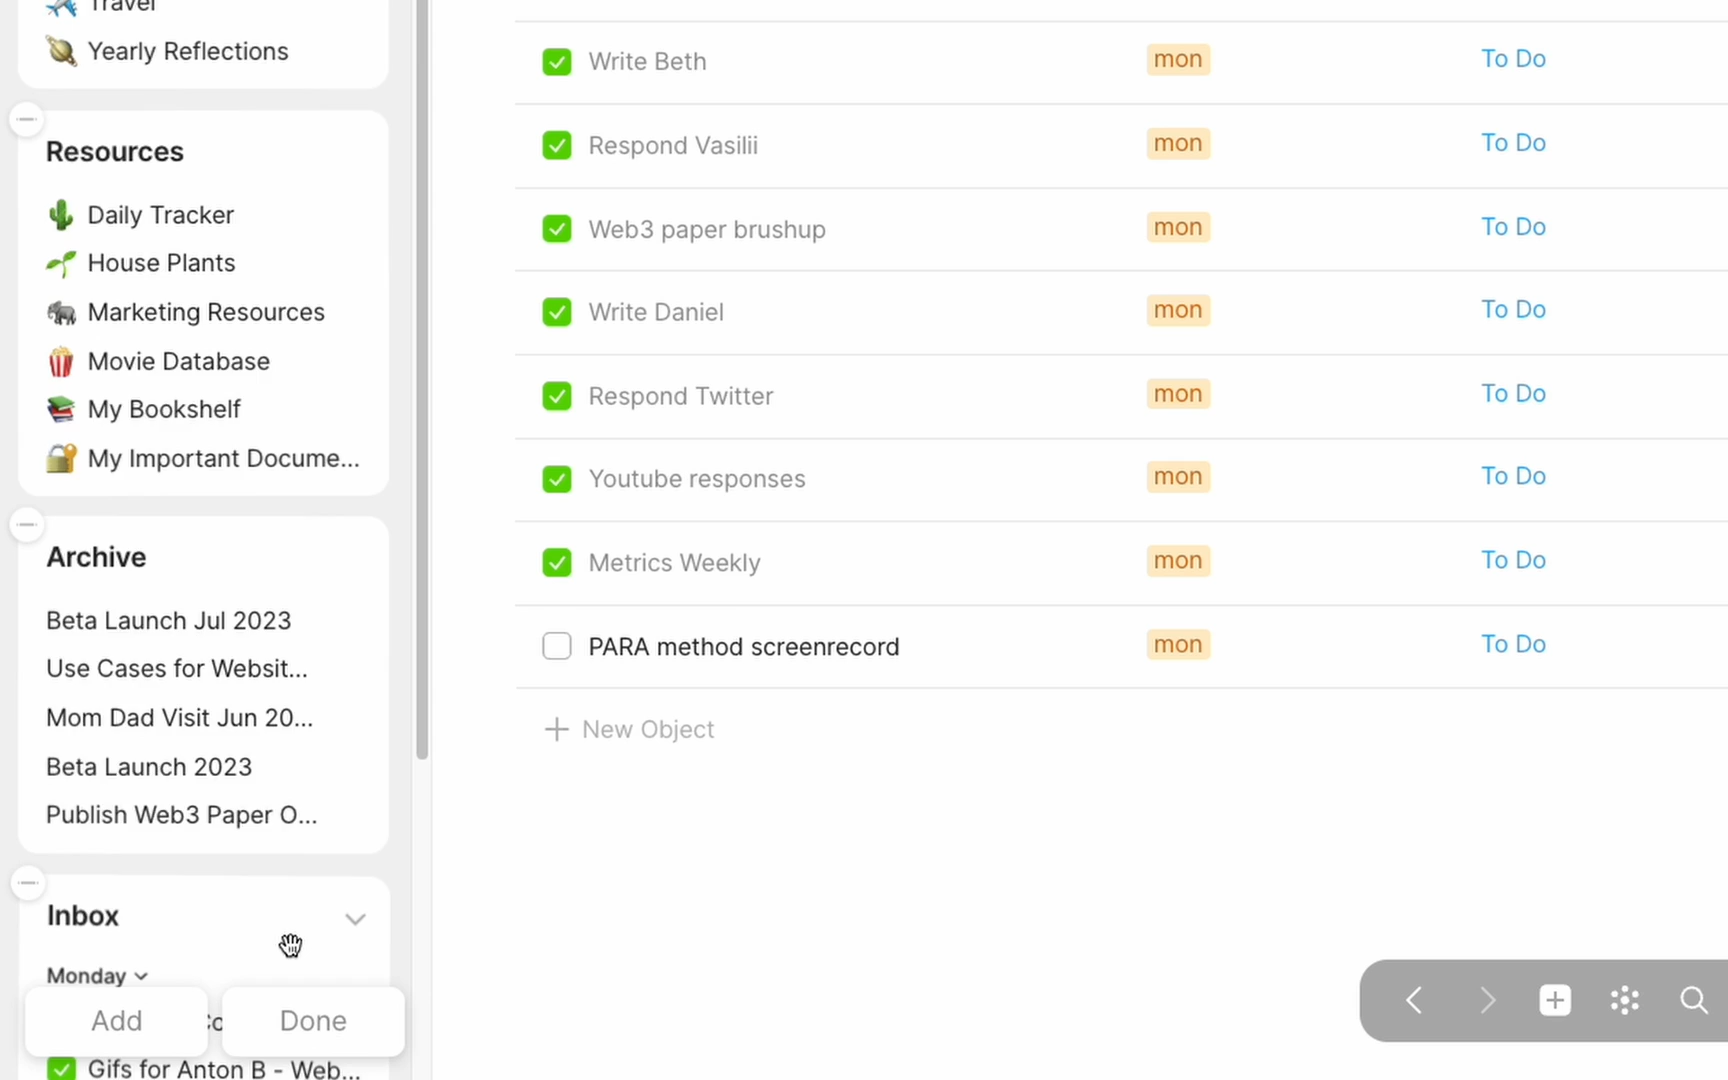 Travel
Yearly Reflections
Resources
Daily Tracker
House Plants
Marketing Resources
Movie Database
My Bookshelf
My Important Docume...
Archive
Beta Launch Jul 2023
Use Cases for Websit...
Mom Dad Visit Jun 20...
Beta Launch 2023
Publish Web3 Paper O...
Inbox
Monday
Add
Done
Gifs for Anton B - Web...
Write Beth mon To Do
Respond Vasilii mon To Do
Web3 paper brushup mon To Do
Write Daniel mon To Do
Respond Twitter mon To Do
Youtube responses mon To Do
Metrics Weekly mon To Do
PARA method screenrecord mon To Do
New Object